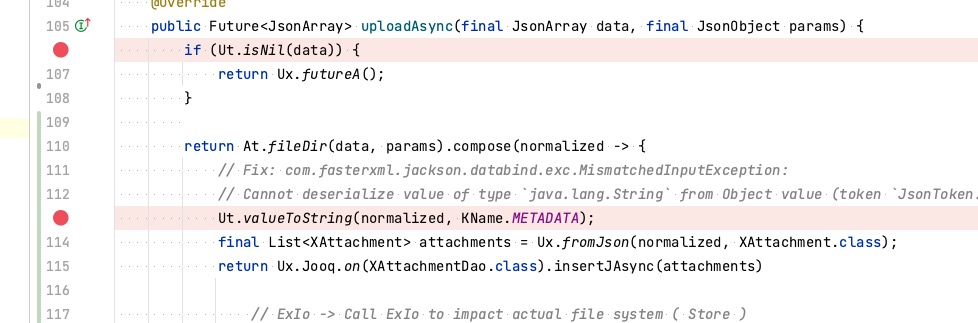 104 @Override
105 public Future<JsonArray> uploadAsync(final JsonArray data, final JsonObject params) {
if (Ut.isNil(data)) {
107 return Ux.futureA();
108 }
109
110 return At.fileDir(data, params).compose(normalized -> {
111 // Fix: com.fasterxml.jackson.databind.exc.MismatchedInputException:
112 // Cannot deserialize value of type `java.lang.String` from Object value (token `JsonToken.
Ut.valueToString(normalized, KName.METADATA);
114 final List<XAttachment> attachments = Ux.fromJson(normalized, XAttachment.class);
115 return Ux.Jooq.on(XAttachmentDao.class).insertJAsync(attachments)
116
117 // ExIo -> Call ExIo to impact actual file system ( Store )